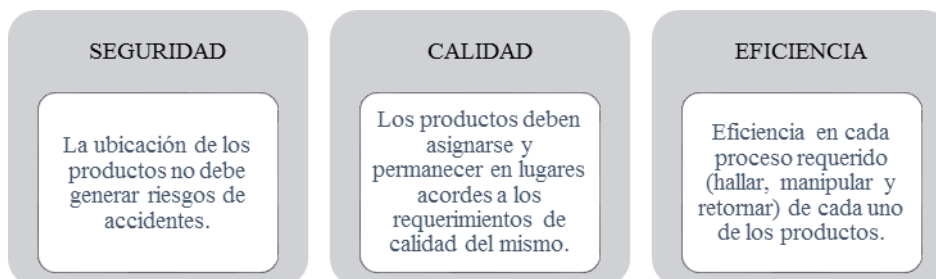 SEGURIDAD
La ubicación de los
productos no debe
generar riesgos de
accidentes.
CALIDAD
Los productos deben
asignarse y
permanecer en lugares
acordes a los
requerimientos de
calidad del mismo.
EFICIENCIA
Eficiencia en cada
proceso requerido
(hallar, manipular y
retornar) de cada uno
de los productos.